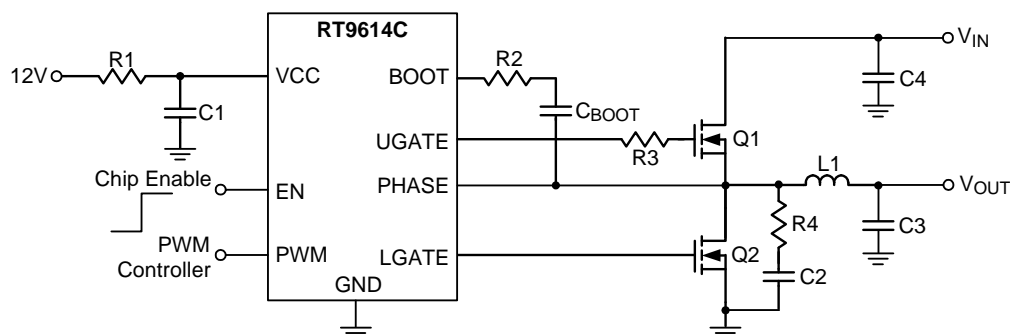 RT9614C
12V
R1
C1
VCC
BOOT
R2
CBOOT
UGATE
R3
Q1
VIN
C4
Chip Enable
EN
PHASE
L1
VOUT
R4
C3
PWM
Controller
PWM
LGATE
Q2
C2
GND